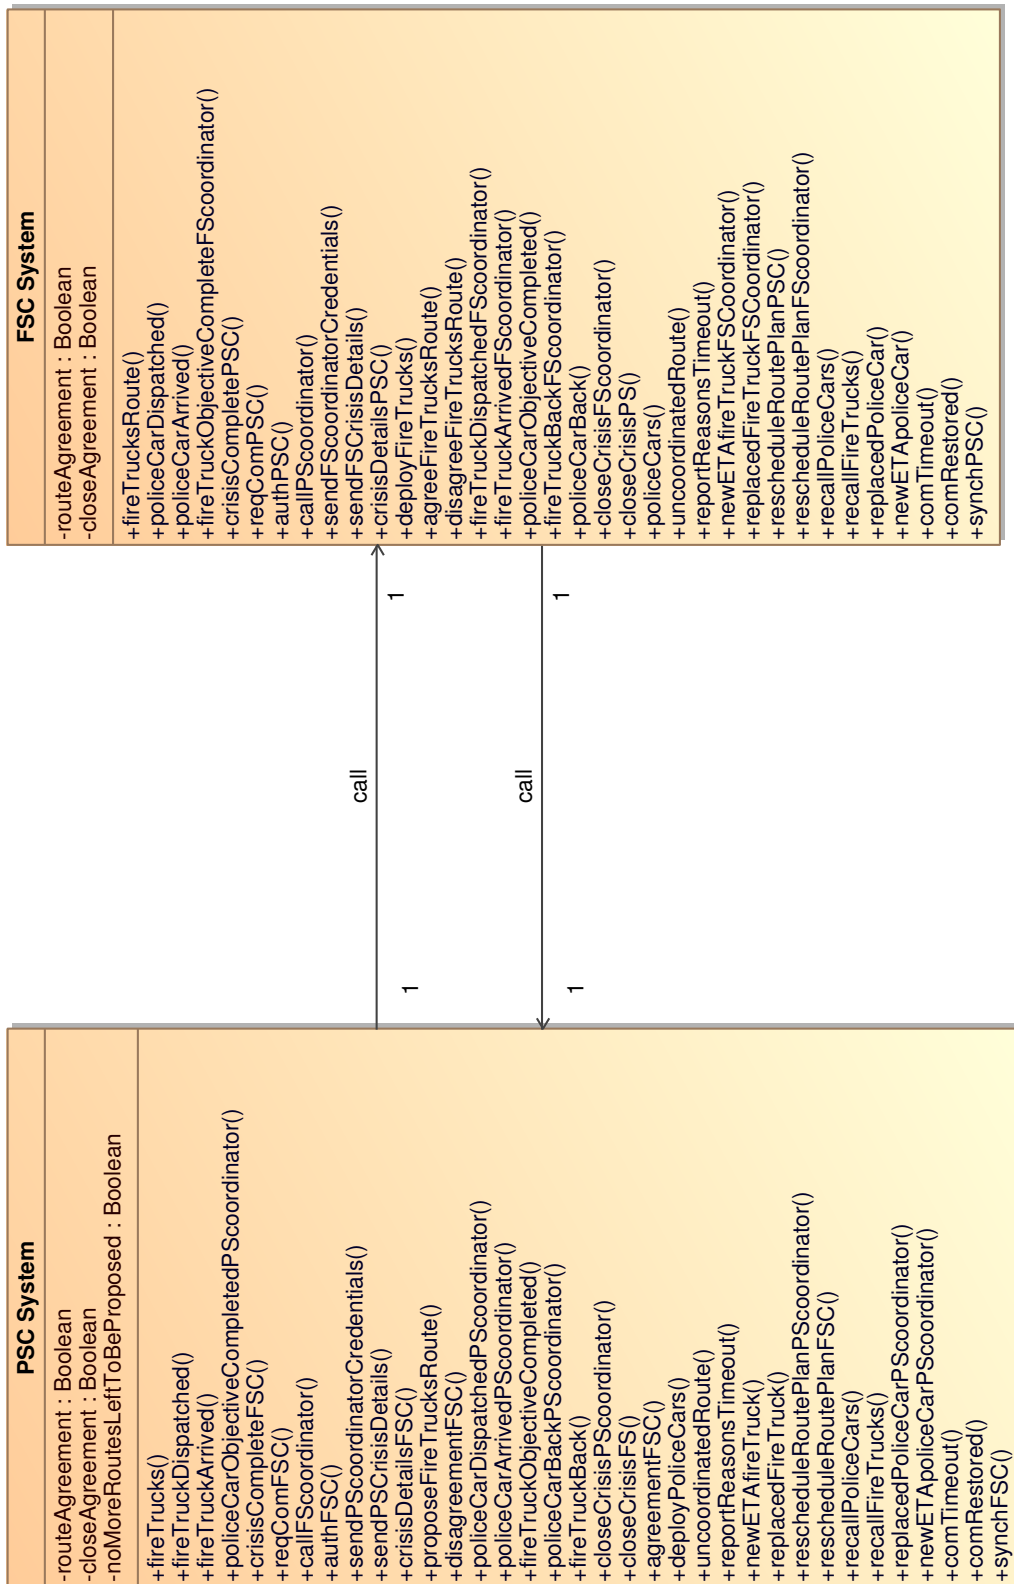 PSC System
-routeAgreement : Boolean
-closeAgreement : Boolean
-noMoreRoutesLeftToBeProposed : Boolean
+fireTrucks()
+fireTruckDispatched()
+fireTruckArrived()
+policeCarObjectiveCompletedPScoordinator()
+crisisCompleteFSC()
+reqComFSC()
+callFScoordinator()
+authFSC()
+sendPScoordinatorCredentials()
+sendPSCrisisDetails()
+crisisDetailsFSC()
+proposeFireTrucksRoute()
+disagreementFSC()
+policeCarDispatchedPScoordinator()
+policeCarArrivedPScoordinator()
+fireTruckObjectiveCompleted()
+policeCarBackPScoordinator()
+fireTruckBack()
+closeCrisisPScoordinator()
+closeCrisisFS()
+agreementFSC()
+deployPoliceCars()
+uncoordinatedRoute()
+reportReasonsTimeout()
+newETAfireTruck()
+replacedFireTruck()
+rescheduleRoutePlanPScoordinator()
+rescheduleRoutePlanFSC()
+recallPoliceCars()
+recallFireTrucks()
+replacedPoliceCarPScoordinator()
+newETApoliceCarPScoordinator()
+comTimeout()
+comRestored()
+synchFSC()
1
call
1
1
call
1
FSC System
-routeAgreement : Boolean
-closeAgreement : Boolean
+fireTrucksRoute()
+policeCarDispatched()
+policeCarArrived()
+fireTruckObjectiveCompleteFScoordinator()
+crisisCompletePSC()
+reqComPSC()
+authPSC()
+callPScoordinator()
+sendFScoordinatorCredentials()
+sendFSCrisisDetails()
+crisisDetailsPSC()
+deployFireTrucks()
+agreeFireTrucksRoute()
+disagreeFireTrucksRoute()
+fireTruckDispatchedFScoordinator()
+fireTruckArrivedFScoordinator()
+policeCarObjectiveCompleted()
+fireTruckBackFScoordinator()
+policeCarBack()
+closeCrisisFScoordinator()
+closeCrisisPS()
+policeCars()
+uncoordinatedRoute()
+reportReasonsTimeout()
+newETAfireTruckFSCoordinator()
+replacedFireTruckFSCoordinator()
+rescheduleRoutePlanPSC()
+rescheduleRoutePlanFScoordinator()
+recallPoliceCars()
+recallFireTrucks()
+replacedPoliceCar()
+newETApoliceCar()
+comTimeout()
+comRestored()
+synchPSC()